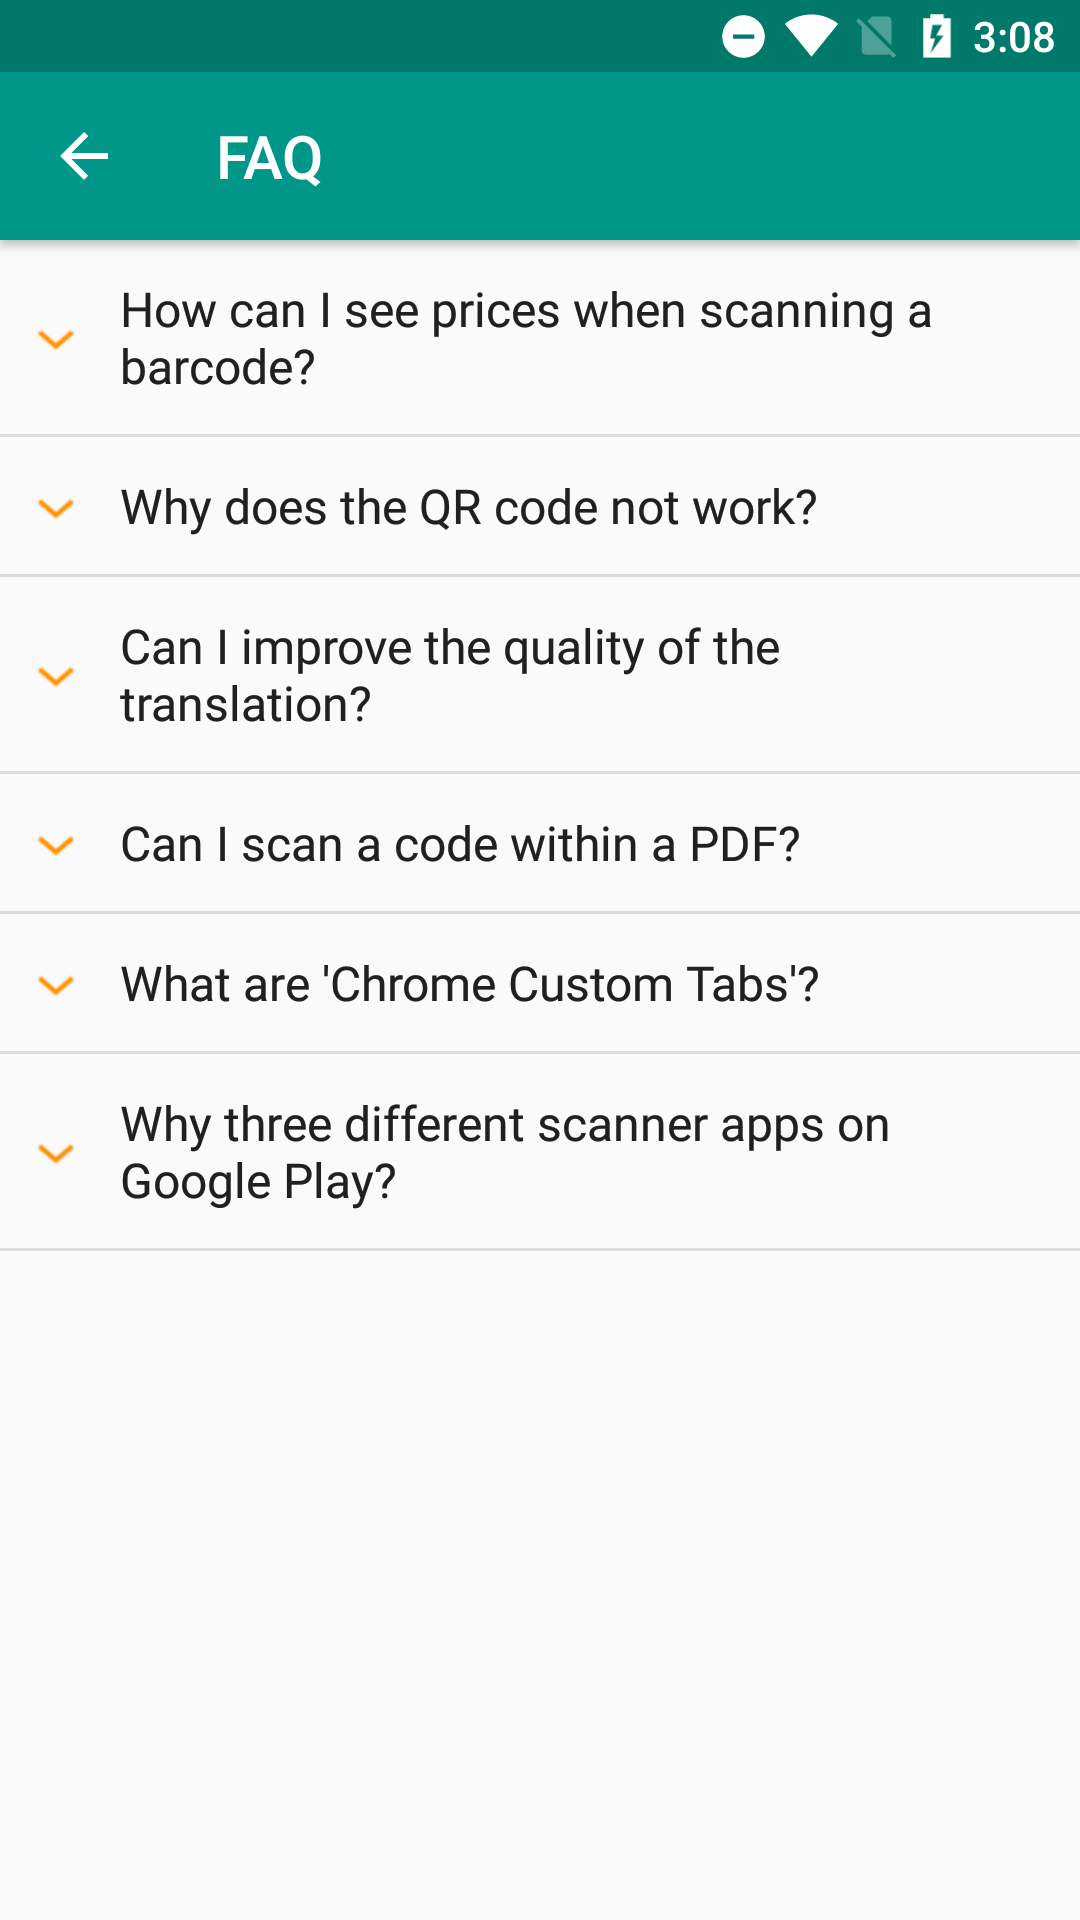 3:08
FAQ
How can I see prices when scanning a
barcode?
Why does the QR code not work?
Can I improve the quality of the
translation?
Can I scan a code within a PDF?
What are 'Chrome Custom Tabs'?
Why three different scanner apps on
Google Play?